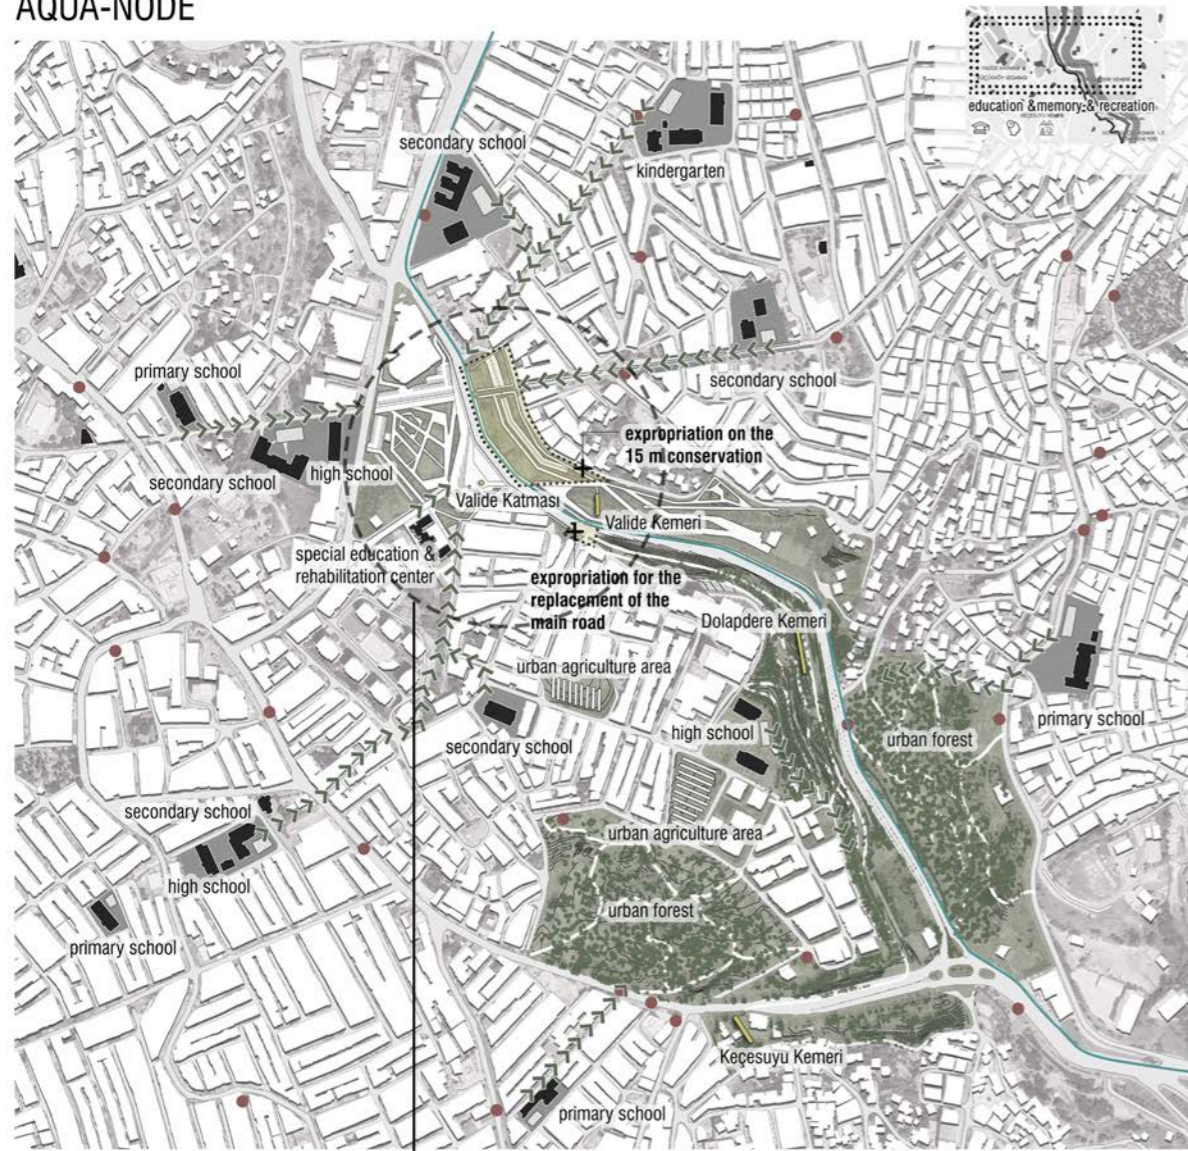 AQUA-NODE
education & memory & recreation
secondary school
kindergarten
primary school
secondary school
expropriation on the
15 m conservation
high school
secondary school
Valide Katması
Valide Kemeri
special education &
rehabilitation center
expropriation for the
replacement of the
main road
Dolapdere Kemeri
urban agriculture area
primary school
high school
urban forest
secondary school
secondary school
urban agriculture area
high school
urban forest
primary school
Keçesuyu Kemeri
primary school